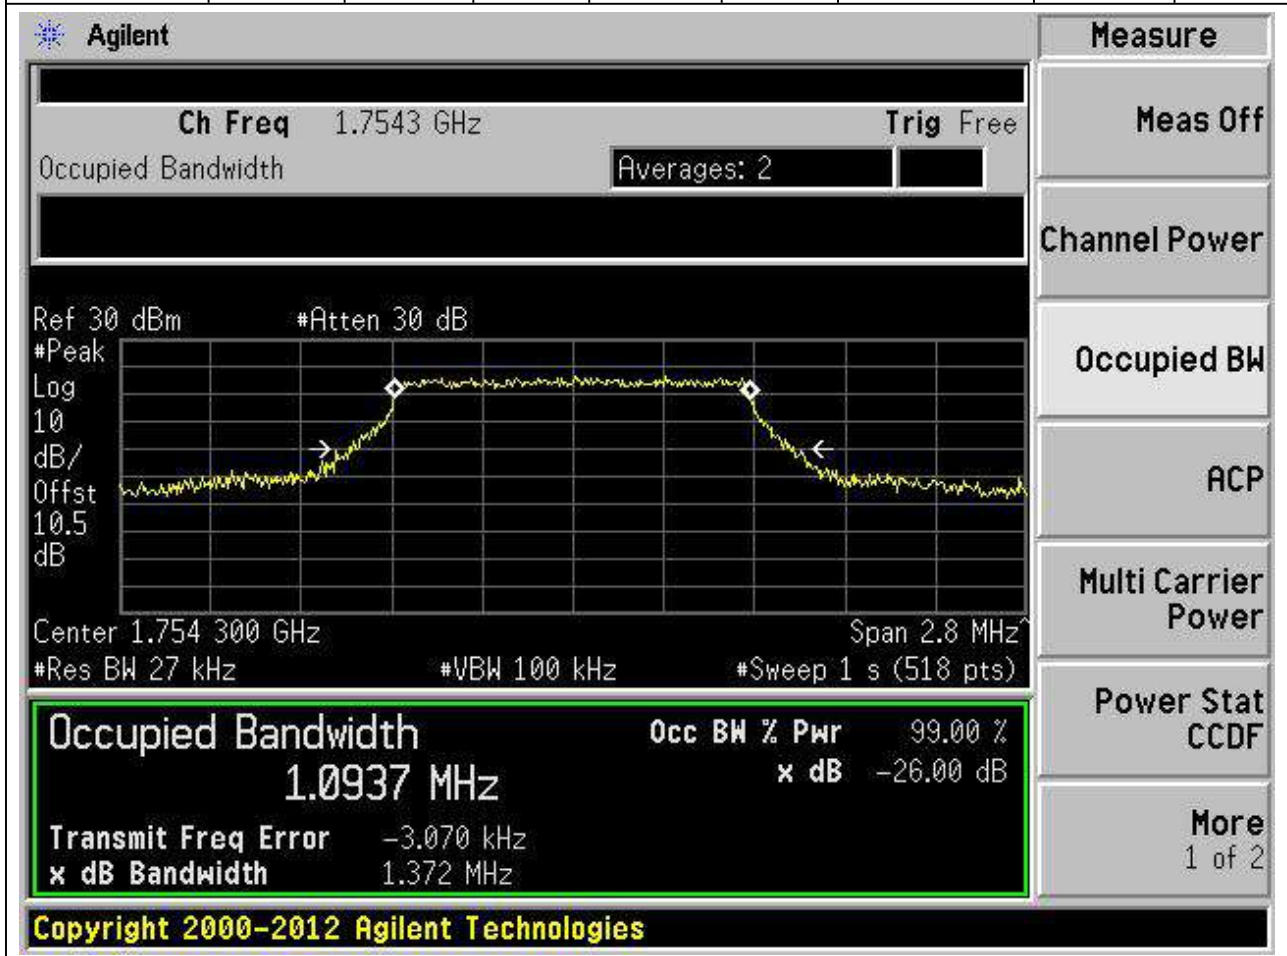 Agilent
Measure
Ch Freq 1.7543 GHz Trig Free
Meas Off
Occupied Bandwidth Averages: 2
Channel Power
Ref 30 dBm #Atten 30 dB
#Peak
Log
10
dB/
Offst
10.5
dB
Occupied BW
ACP
Center 1.754 300 GHz Span 2.8 MHz^
#Res BW 27 kHz #VBW 100 kHz #Sweep 1 s (518 pts)
Multi Carrier
Power
Occupied Bandwidth Occ BW % Pwr 99.00 %
1.0937 MHz x dB -26.00 dB
Power Stat
CCDF
Transmit Freq Error -3.070 kHz
x dB Bandwidth 1.372 MHz
More
1 of 2
Copyright 2000-2012 Agilent Technologies